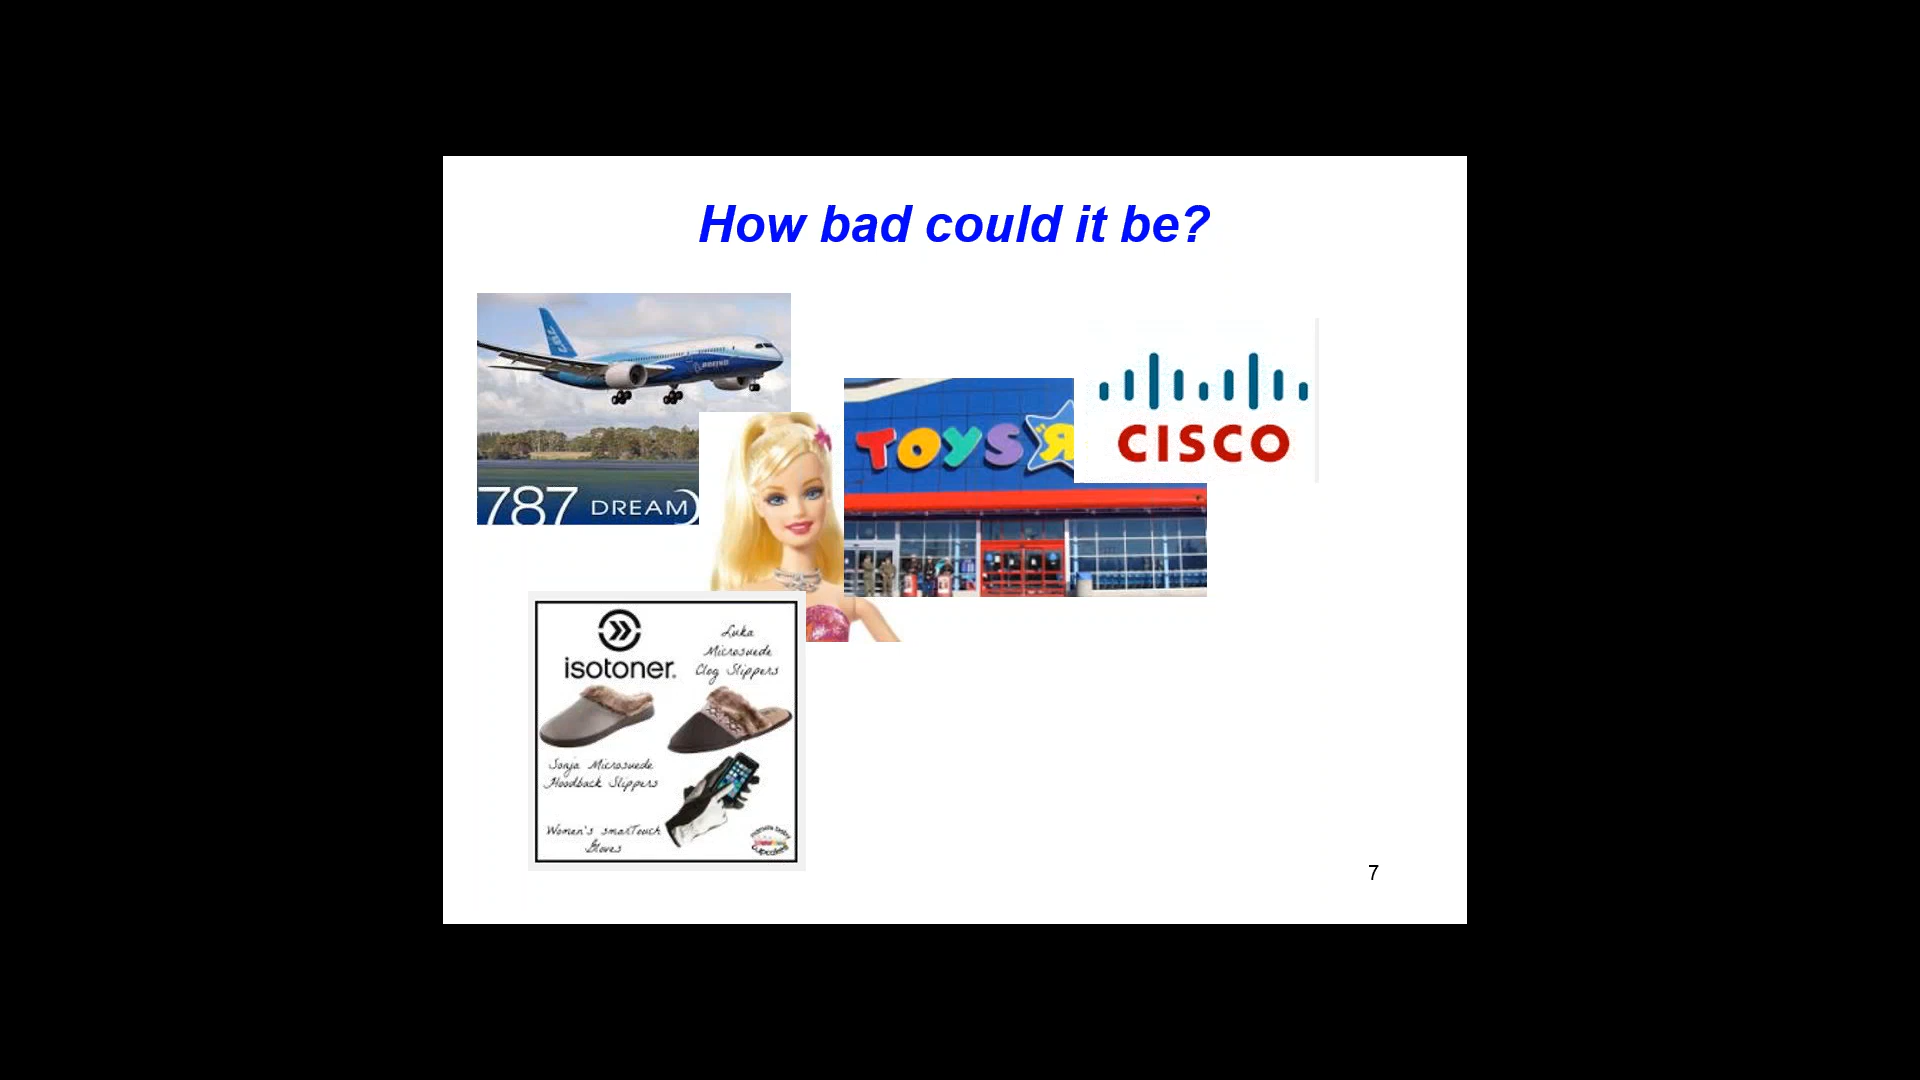 How bad could it be?
787 DREAM
BOEING
TOYS"R
CISCO
isotoner.
Luka
Microsuede
Clog Slippers
Sonja Microsuede
Hoodback Slippers
Women's smarTouch
Gloves
7